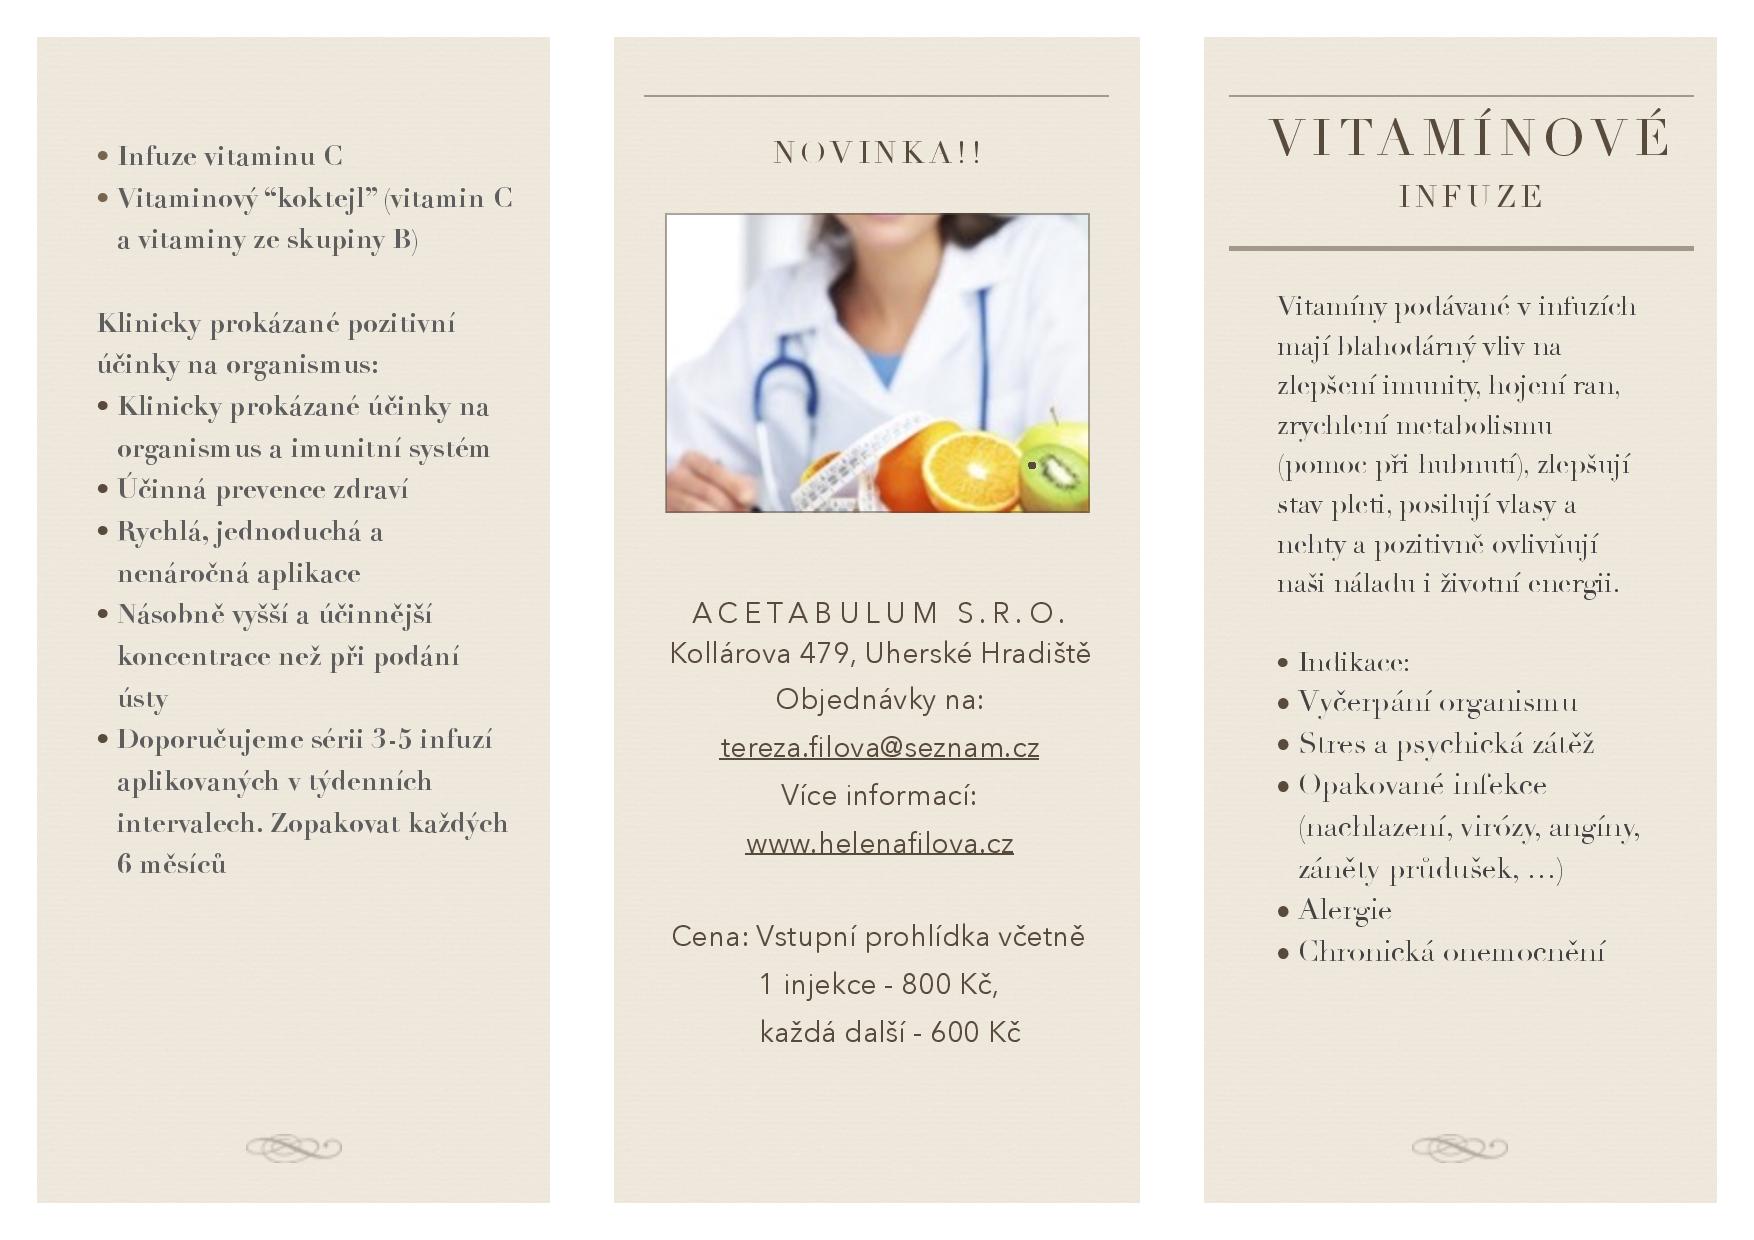 • Infuze vitaminu C
• Vitaminový “koktejl” (vitamin C
a vitaminy ze skupiny B)
Klinicky prokázané pozitivní
účinky na organismus:
• Klinicky prokázané účinky na
organismus a imunitní systém
• Účinná prevence zdraví
• Rychlá, jednoduchá a
nenáročná aplikace
• Násobně vyšší a účinnější
koncentrace než při podání
ústy
• Doporučujeme sérii 3-5 infuzí
aplikovaných v týdenních
intervalech. Zopakovat každých
6 měsíců
NOVINKA!!
ACETABULUM S.R.O.
Kollárova 479, Uherské Hradiště
Objednávky na:
tereza.filova@seznam.cz
Více informací:
www.helenafilova.cz
Cena: Vstupní prohlídka včetně
1 injekce - 800 Kč,
každá další - 600 Kč
VITAMÍNOVÉ
INFUZE
Vitamíny podávané v infuzích
mají blahodárný vliv na
zlepšení imunity, hojení ran,
zrychlení metabolismu
(pomoc při hubnutí), zlepšují
stav pleti, posilují vlasy a
nehty a pozitivně ovlivňují
naši náladu i životní energii.
• Indikace:
• Vyčerpání organismu
• Stres a psychická zátěž
• Opakované infekce
(nachlazení, virózy, angíny,
záněty průdušek, …)
• Alergie
• Chronická onemocnění